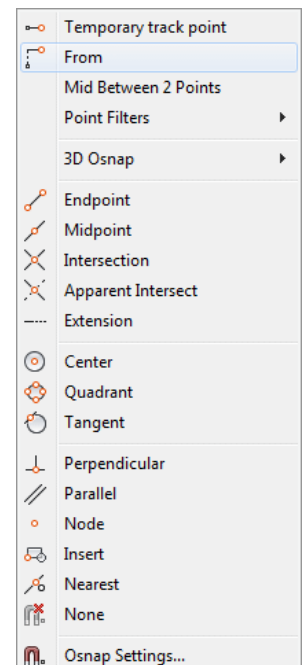 Temporary track point
From
Mid Between 2 Points
Point Filters
3D Osnap
Endpoint
Midpoint
Intersection
Apparent Intersect
Extension
Center
Quadrant
Tangent
Perpendicular
Parallel
Node
Insert
Nearest
None
Osnap Settings...